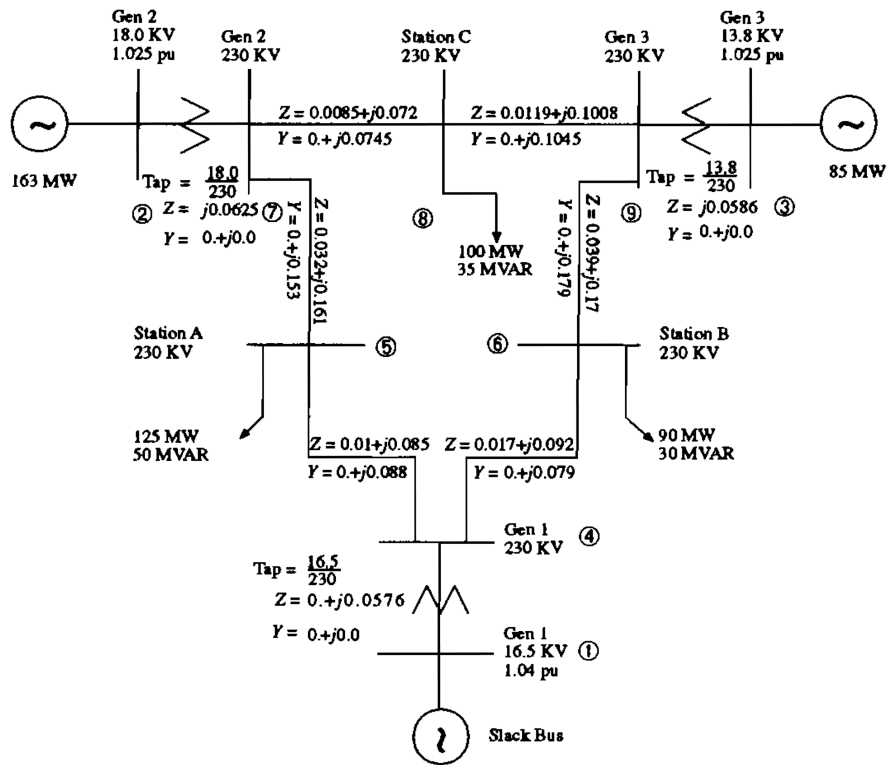 Gen 2
18.0 KV
1.025 pu
Gen 2
230 KV
Station C
230 KV
Gen 3
230 KV
Gen 3
13.8 KV
1.025 pu
~
163 MW
Z = 0.0085+j0.072
Y = 0.+j0.0745
Z = 0.0119+j0.1008
Y = 0.+j0.1045
~
85 MW
Tap = 18.0/230
Z = j0.0625
Y = 0.+j0.0
②
⑦
Z = 0.032+j0.161
Y = 0.+j0.153
⑧
100 MW
35 MVAR
Z = 0.039+j0.17
Y = 0.+j0.179
⑨
Tap = 13.8/230
Z = j0.0586
Y = 0.+j0.0
③
Station A
230 KV
⑤
⑥
Station B
230 KV
125 MW
50 MVAR
Z = 0.01+j0.085
Y = 0.+j0.088
Z = 0.017+j0.092
Y = 0.+j0.079
90 MW
30 MVAR
Gen 1
230 KV
④
Tap = 16.5/230
Z = 0.+j0.0576
Y = 0.+j0.0
Gen 1
16.5 KV
1.04 pu
①
~
Slack Bus